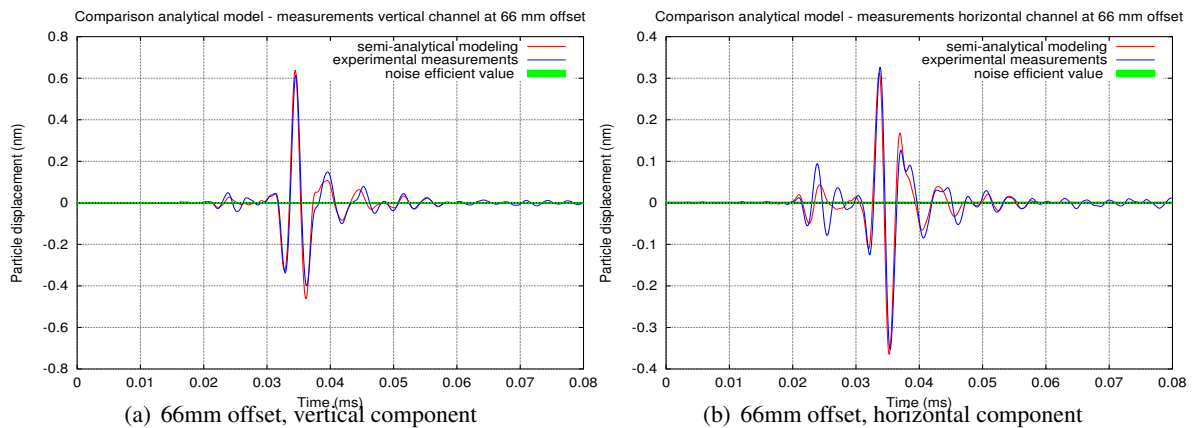 Comparison analytical model - measurements vertical channel at 66 mm offset
semi-analytical modeling
experimental measurements
noise efficient value
Particle displacement (nm)
0.8
0.6
0.4
0.2
0
-0.2
-0.4
-0.6
-0.8
0 0.01 0.02 0.03 0.04 0.05 0.06 0.07 0.08
Time (ms)
(a) 66mm offset, vertical component
Comparison analytical model - measurements horizontal channel at 66 mm offset
semi-analytical modeling
experimental measurements
noise efficient value
Particle displacement (nm)
0.4
0.3
0.2
0.1
0
-0.1
-0.2
-0.3
-0.4
0 0.01 0.02 0.03 0.04 0.05 0.06 0.07 0.08
Time (ms)
(b) 66mm offset, horizontal component